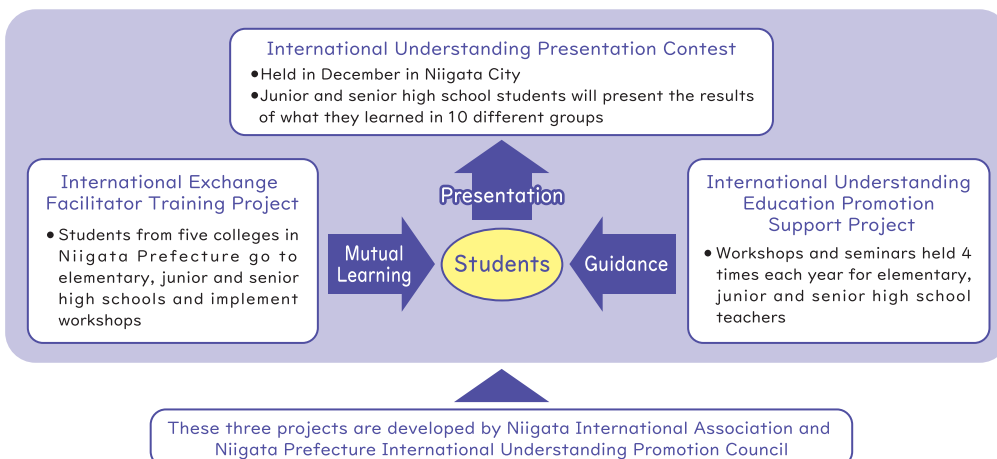 International Understanding Presentation Contest
●Held in December in Niigata City
●Junior and senior high school students will present the results
of what they learned in 10 different groups
Presentation
International Exchange
Facilitator Training Project
● Students from five colleges in
Niigata Prefecture go to
elementary, junior and senior
high schools and implement
workshops
Mutual
Learning
Students
Guidance
International Understanding
Education Promotion
Support Project
● Workshops and seminars held 4
times each year for elementary,
junior and senior high school
teachers
These three projects are developed by Niigata International Association and
Niigata Prefecture International Understanding Promotion Council